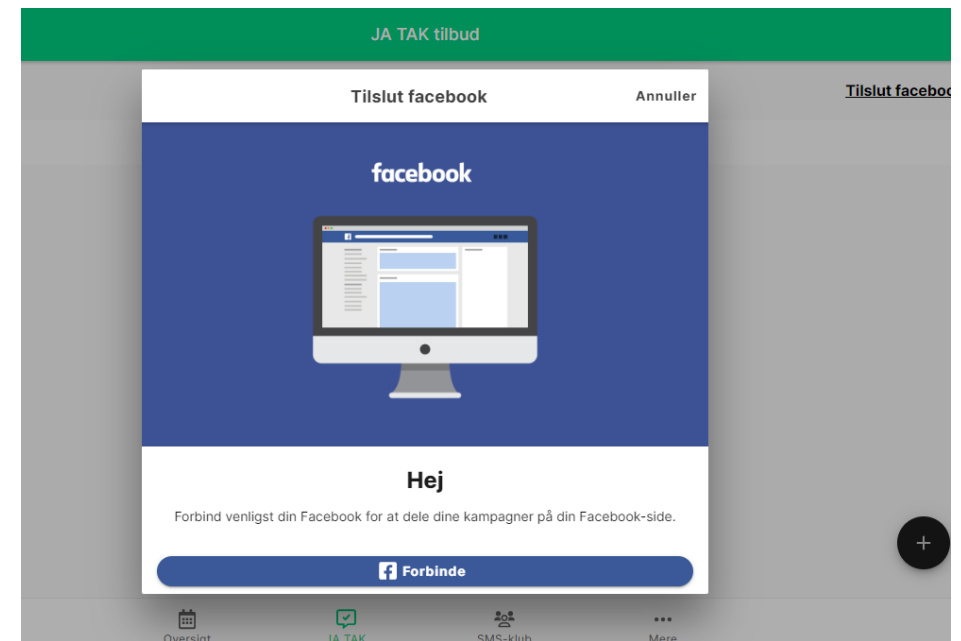 JA TAK tilbud
Tilslut facebook
Annuller
Tilslut faceboo
facebook
Hej
Forbind venligst din Facebook for at dele dine kampagner på din Facebook-side.
Forbinde
Oversigt
JA TAK
SMS-klub
Mere